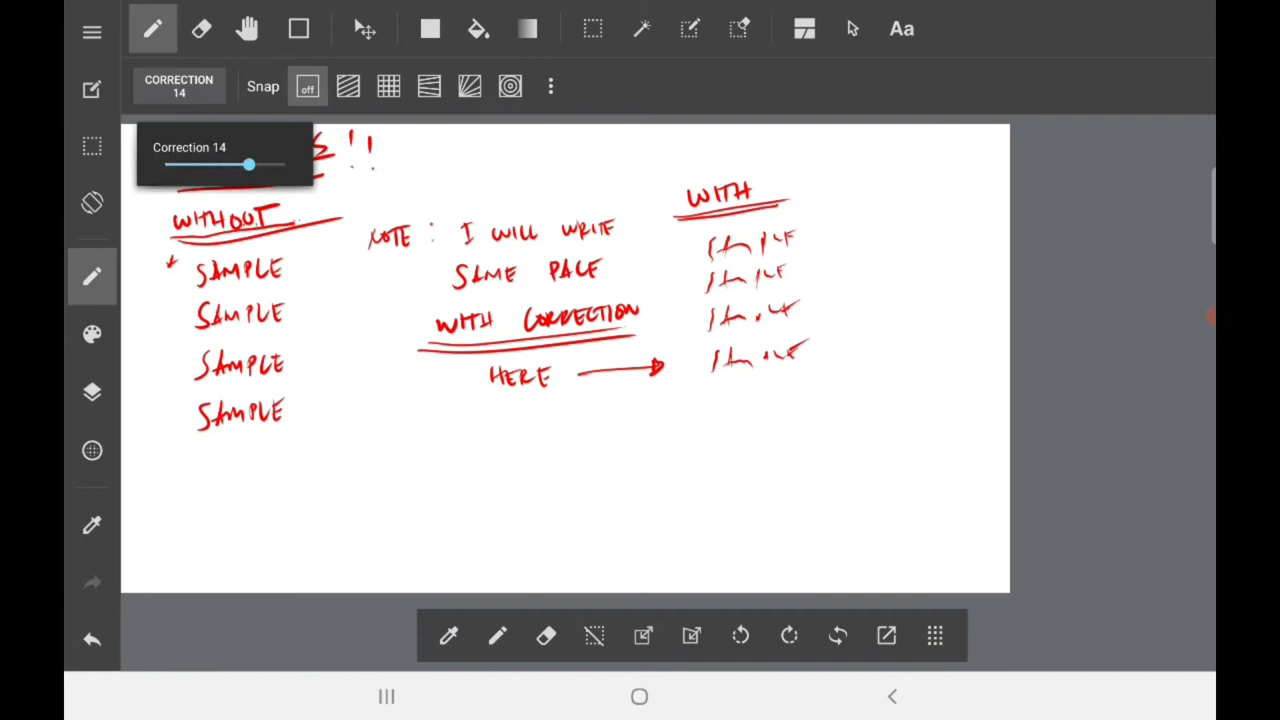 CORRECTION
14
Snap
off
Aa
Correction 14
!!
WITHOUT
SAMPLE
SAMPLE
SAMPLE
SAMPLE
NOTE : I WILL WRITE
SAME PACE
WITH CORRECTION
HERE
WITH